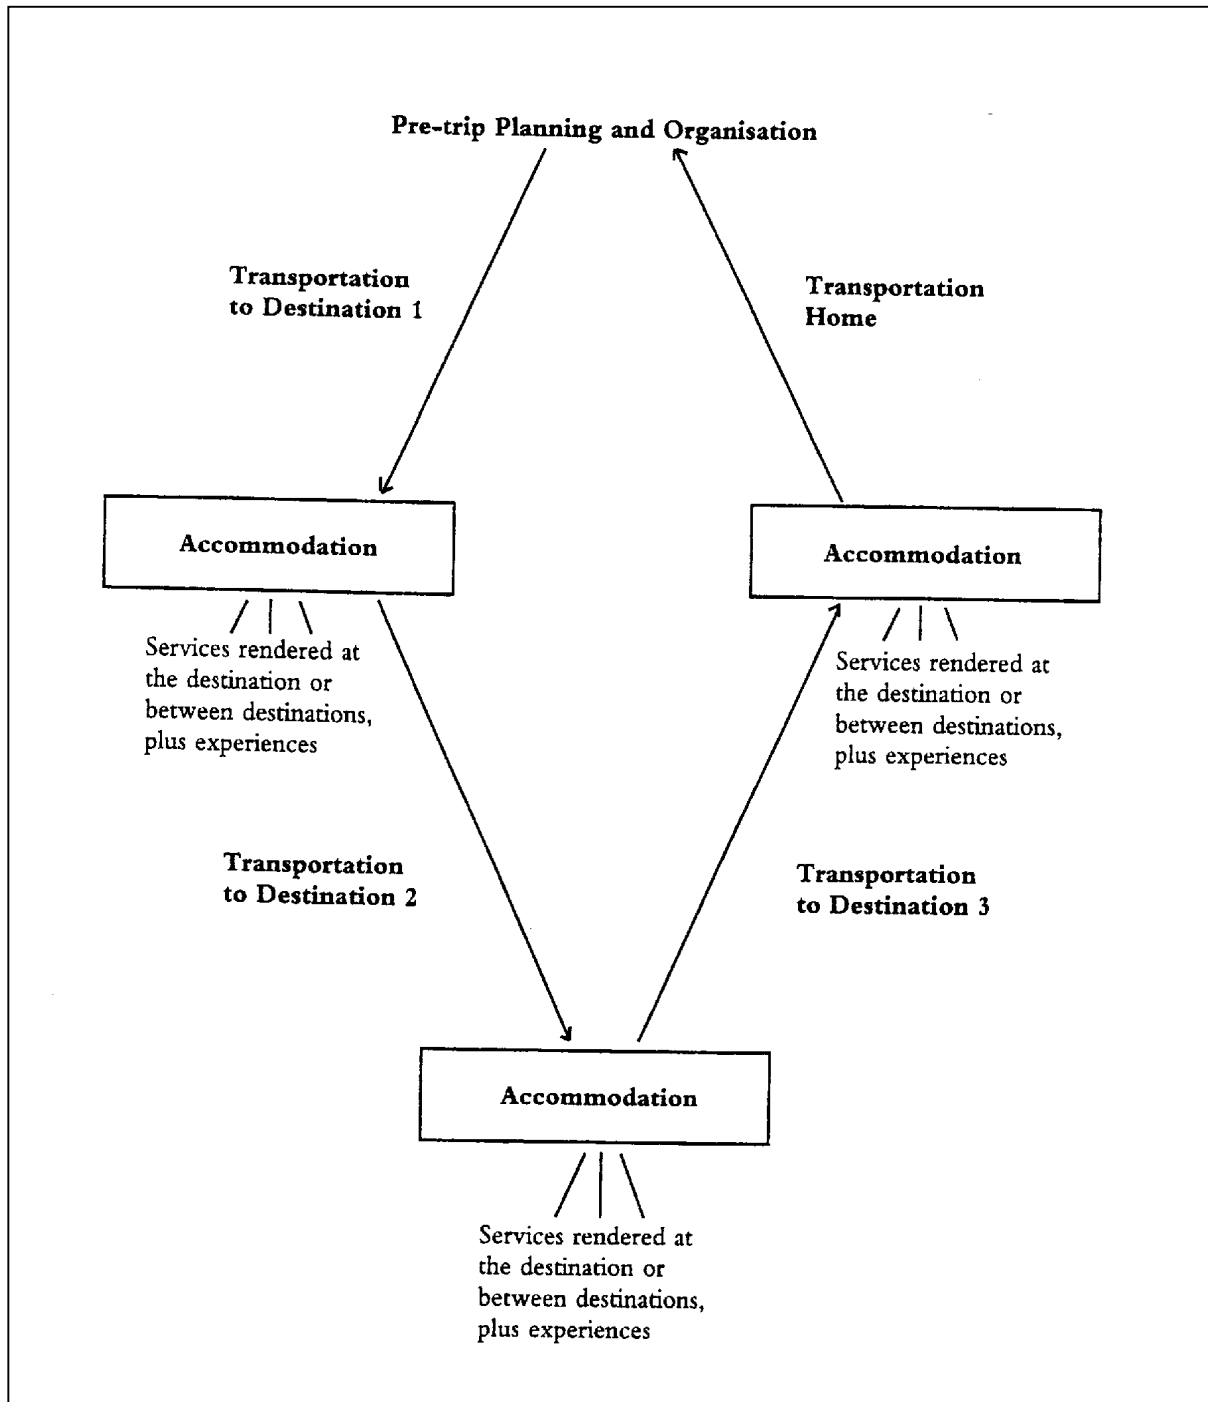 Pre-trip Planning and Organisation
Transportation
to Destination 1
Transportation
Home
Accommodation
Accommodation
Services rendered at
the destination or
between destinations,
plus experiences
Services rendered at
the destination or
between destinations,
plus experiences
Transportation
to Destination 2
Transportation
to Destination 3
Accommodation
Services rendered at
the destination or
between destinations,
plus experiences